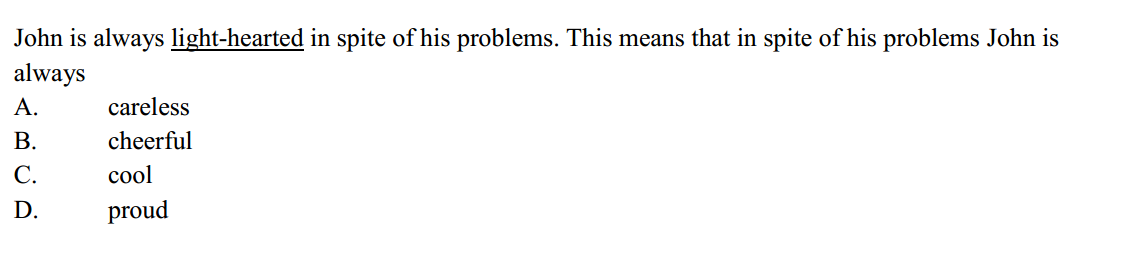 John is always light-hearted in spite of his problems. This means that in spite of his problems John is
always
A. careless
B. cheerful
C. cool
D. proud